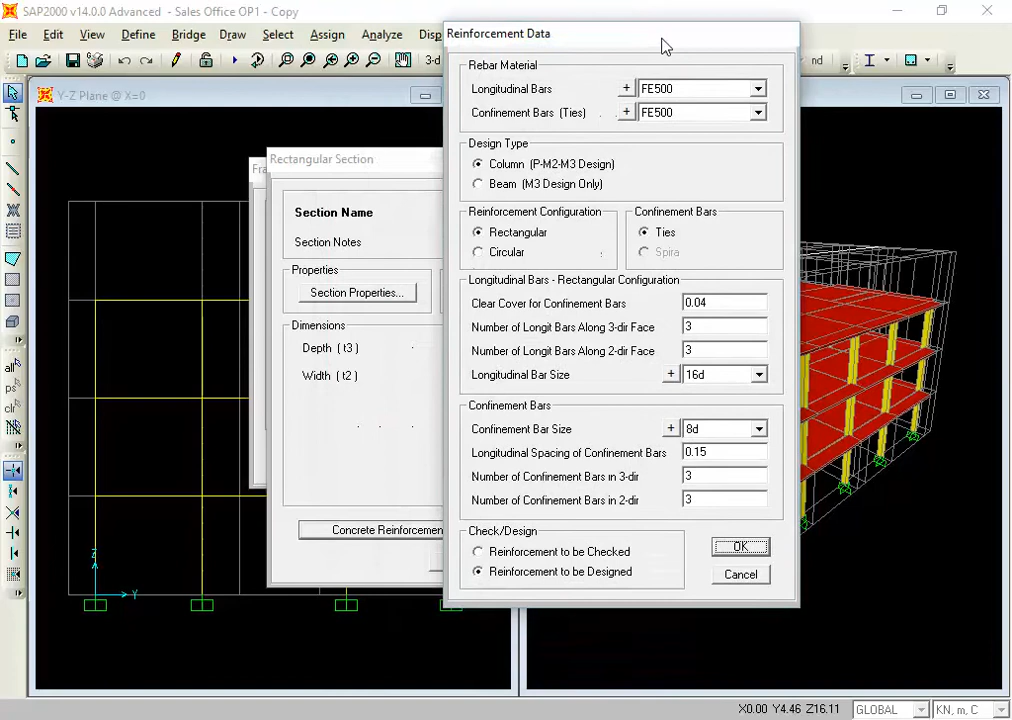 SAP2000 v14.0.0 Advanced - Sales Office OP1 - Copy
File Edit View Define Bridge Draw Select Assign Analyze Disp
3-d nd
Y-Z Plane @ X=0
Reinforcement Data
Rebar Material
Longitudinal Bars + FE500
Confinement Bars (Ties) + FE500
Design Type
Column (P-M2-M3 Design)
Beam (M3 Design Only)
Reinforcement Configuration
Rectangular
Circular
Confinement Bars
Ties
Spira
Longitudinal Bars - Rectangular Configuration
Clear Cover for Confinement Bars 0.04
Number of Longit Bars Along 3-dir Face 3
Number of Longit Bars Along 2-dir Face 3
Longitudinal Bar Size + 16d
Confinement Bars
Confinement Bar Size + 8d
Longitudinal Spacing of Confinement Bars 0.15
Number of Confinement Bars in 3-dir 3
Number of Confinement Bars in 2-dir 3
Check/Design
Reinforcement to be Checked
Reinforcement to be Designed
OK
Cancel
Fra
Rectangular Section
Section Name
Section Notes
Properties
Section Properties...
Dimensions
Depth ( t3 )
Width ( t2 )
Concrete Reinforcemen
all
ps
clr
Z
Y
X0.00 Y4.46 Z16.11 GLOBAL KN, m, C